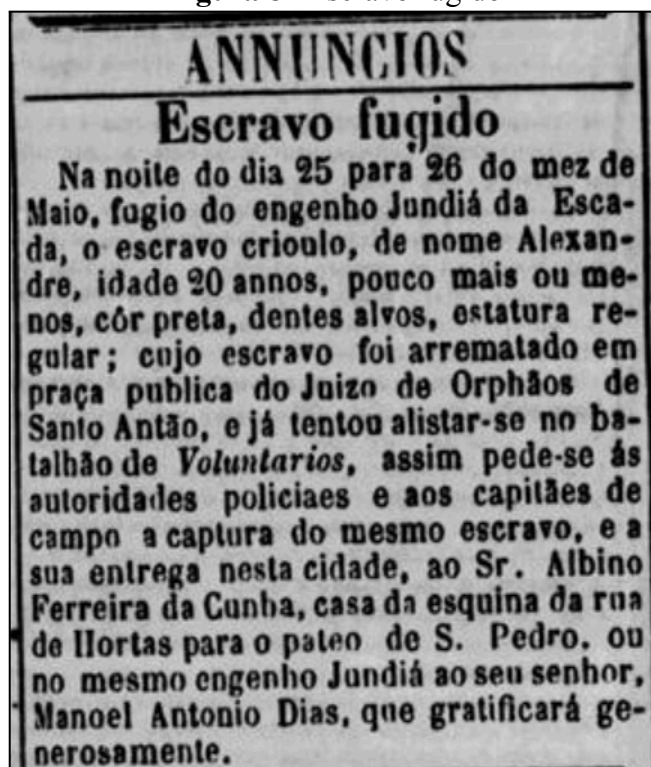 ANNUNCIOS
Escravo fugido
Na noite do dia 25 para 26 do mez de
Maio, fugio do engenho Jundiá da Esca-
da, o escravo crioulo, de nome Alexan-
dre, idade 20 annos, pouco mais ou me-
nos, côr preta, dentes alvos, estatura re-
gular; cujo escravo foi arrematado em
praça publica do Juizo de Orphãos de
Santo Antão, e já tentou alistar-se no ba-
talhão de Voluntarios, assim pede-se ás
autoridades policiaes e aos capitães de
campo a captura do mesmo escravo, e a
sua entrega nesta cidade, ao Sr. Albino
Ferreira da Cunha, casa da esquina da rua
de Hortas para o pateo de S. Pedro, ou
no mesmo engenho Jundiá ao seu senhor,
Manoel Antonio Dias, que gratificará ge-
nerosamente.